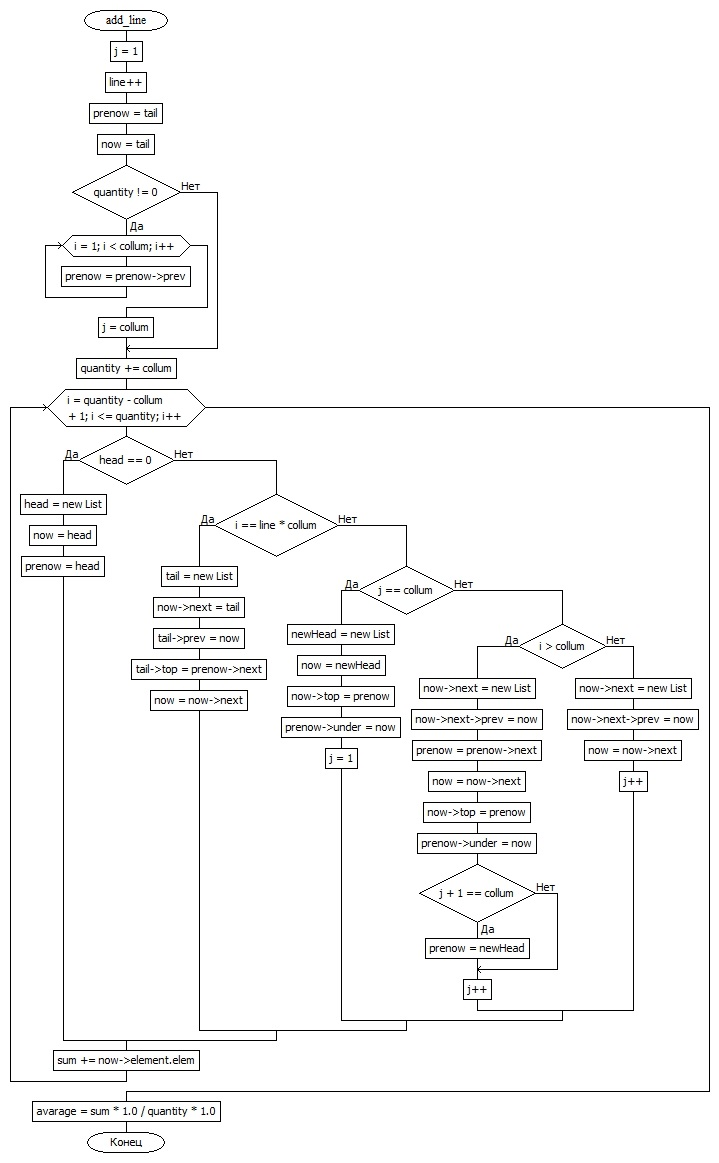 add_line
j = 1
line++
prenow = tail
now = tail
quantity != 0
Нет
Да
i = 1; i < collum; i++
prenow = prenow->prev
j = collum
quantity += collum
i = quantity - collum
+ 1; i <= quantity; i++
Да
head == 0
Нет
head = new List
now = head
prenow = head
Да
i == line * collum
Нет
tail = new List
now->next = tail
tail->prev = now
tail->top = prenow->next
now = now->next
Да
j == collum
Нет
newHead = new List
now = newHead
now->top = prenow
prenow->under = now
j = 1
Да
i > collum
Нет
now->next = new List
now->next->prev = now
prenow = prenow->next
now = now->next
now->top = prenow
prenow->under = now
j + 1 == collum
Нет
Да
prenow = newHead
j++
now->next = new List
now->next->prev = now
now = now->next
j++
sum += now->element.elem
avarage = sum * 1.0 / quantity * 1.0
Конец